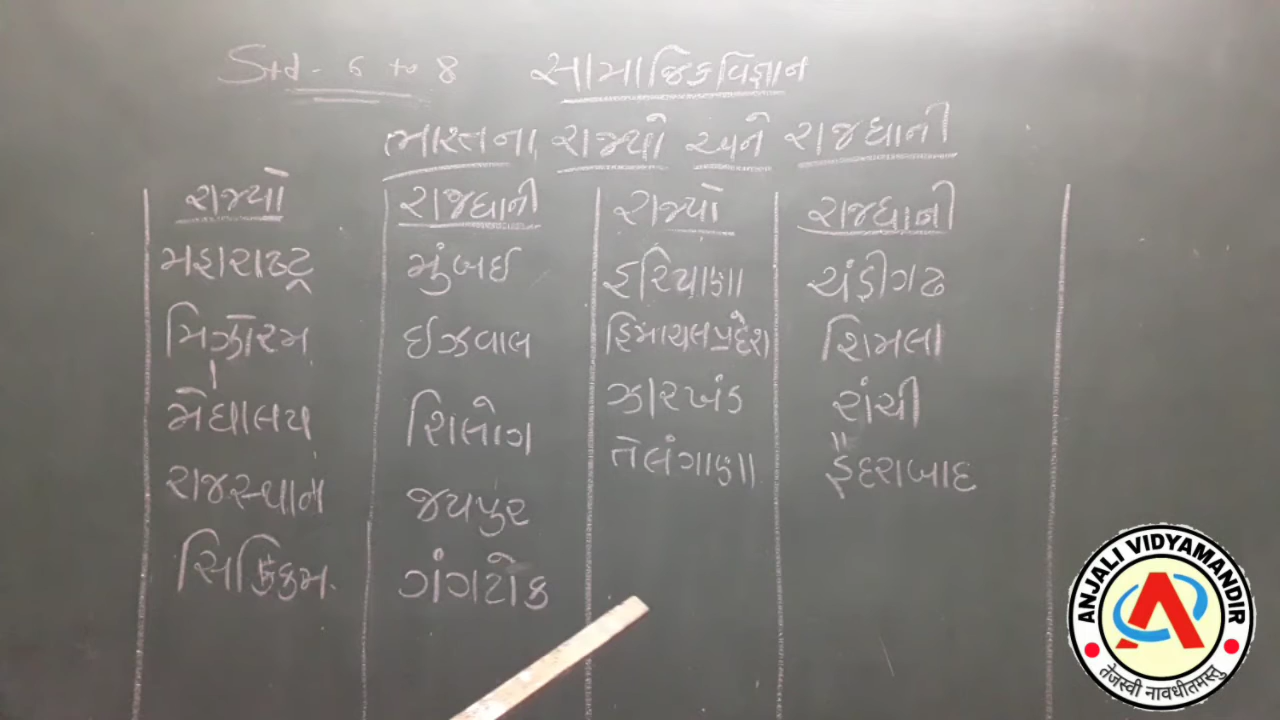 Std - 6 to 8 સામાજિકવિજ્ઞાન
ભારતના રાજ્યો અને રાજધાની
રાજ્યો રાજધાની રાજ્યો રાજધાની
મહારાષ્ટ્ર મુંબઈ હરિયાણા ચંડીગઢ
મિઝોરમ ઈઝવાલ હિમાચલપ્રદેશ શિમલા
મેઘાલય શિલોંગ ઝારખંડ રાંચી
રાજસ્થાન જયપુર તેલંગાણા હૈદરાબાદ
સિક્કિમ ગંગટોક
ANJALI VIDYAMANDIR
A
तेजस्वी नावधीतमस्तु